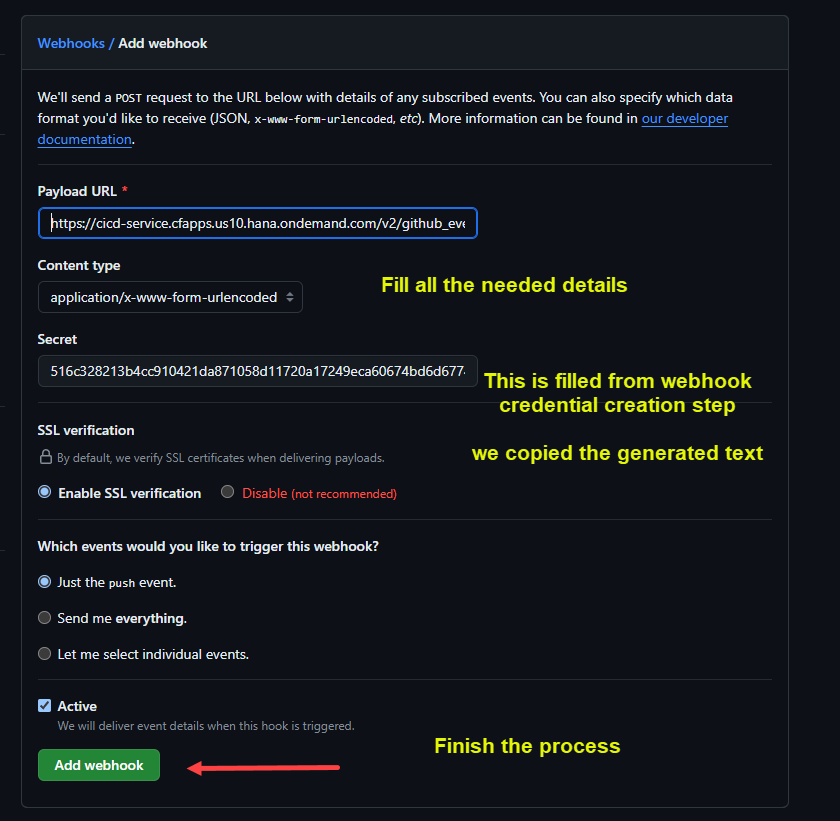 Webhooks / Add webhook
We'll send a POST request to the URL below with details of any subscribed events. You can also specify which data
format you'd like to receive (JSON, x-www-form-urlencoded, etc). More information can be found in our developer
documentation.
Payload URL *
https://cicd-service.cfapps.us10.hana.ondemand.com/v2/github_eve
Content type
application/x-www-form-urlencoded
Fill all the needed details
Secret
516c328213b4cc910421da871058d11720a17249eca60674bd6d677
This is filled from webhook
credential creation step
SSL verification
we copied the generated text
By default, we verify SSL certificates when delivering payloads.
Enable SSL verification Disable (not recommended)
Which events would you like to trigger this webhook?
Just the push event.
Send me everything.
Let me select individual events.
Active
We will deliver event details when this hook is triggered.
Finish the process
Add webhook